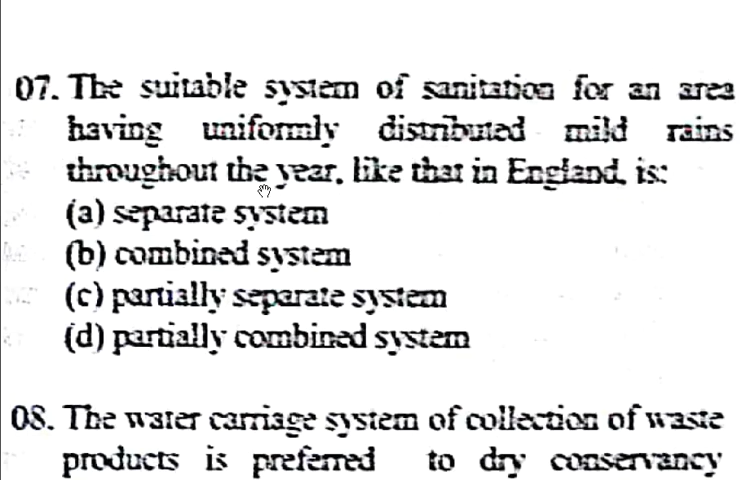 07. The suitable system of sanitation for an area
having uniformly distributed mild rains
throughout the year, like that in England, is:
(a) separate system
(b) combined system
(c) partially separate system
(d) partially combined system
08. The water carriage system of collection of waste
products is preferred to dry conservancy